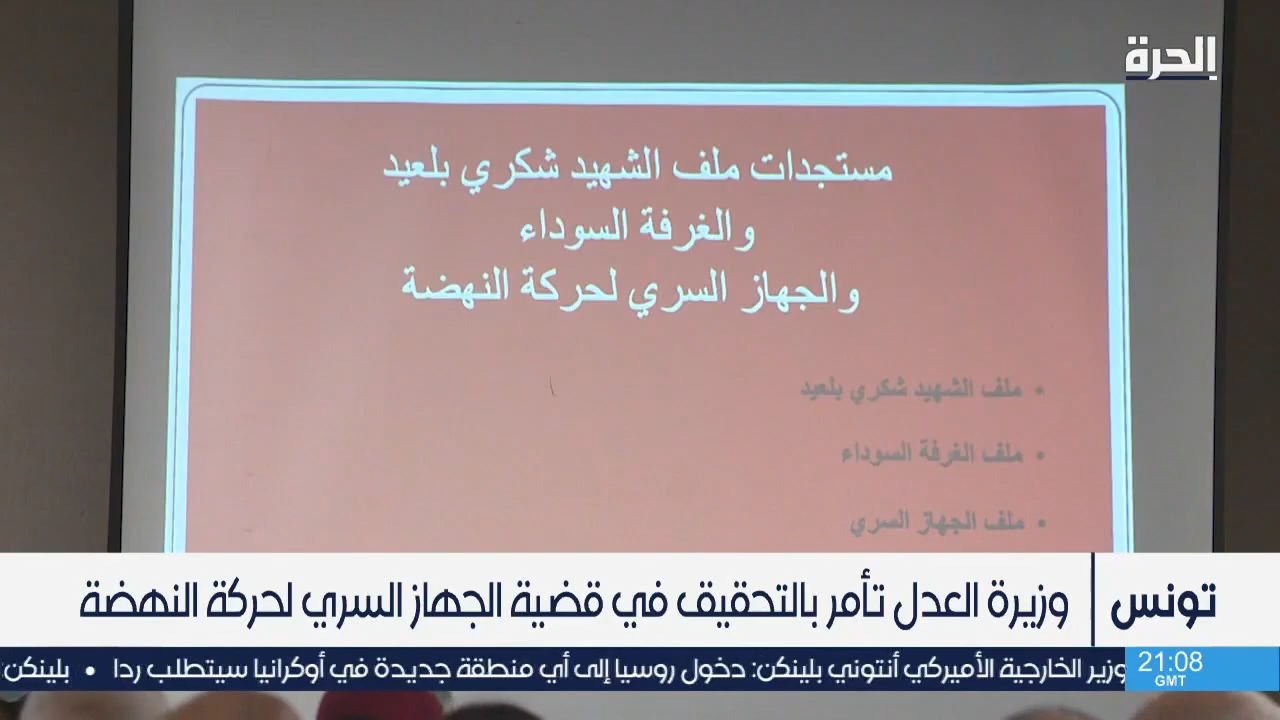 الحرة
مستجدات ملف الشهيد شكري بلعيد
والغرفة السوداء
والجهاز السري لحركة النهضة
• ملف الشهيد شكري بلعيد
• ملف الغرفة السوداء
• ملف الجهاز السري
تونس
وزيرة العدل تأمر بالتحقيق في قضية الجهاز السري لحركة النهضة
21:08
GMT
وزير الخارجية الأميركي أنتوني بلينكن: دخول روسيا إلى أي منطقة جديدة في أوكرانيا سيتطلب ردا • بلينكن: